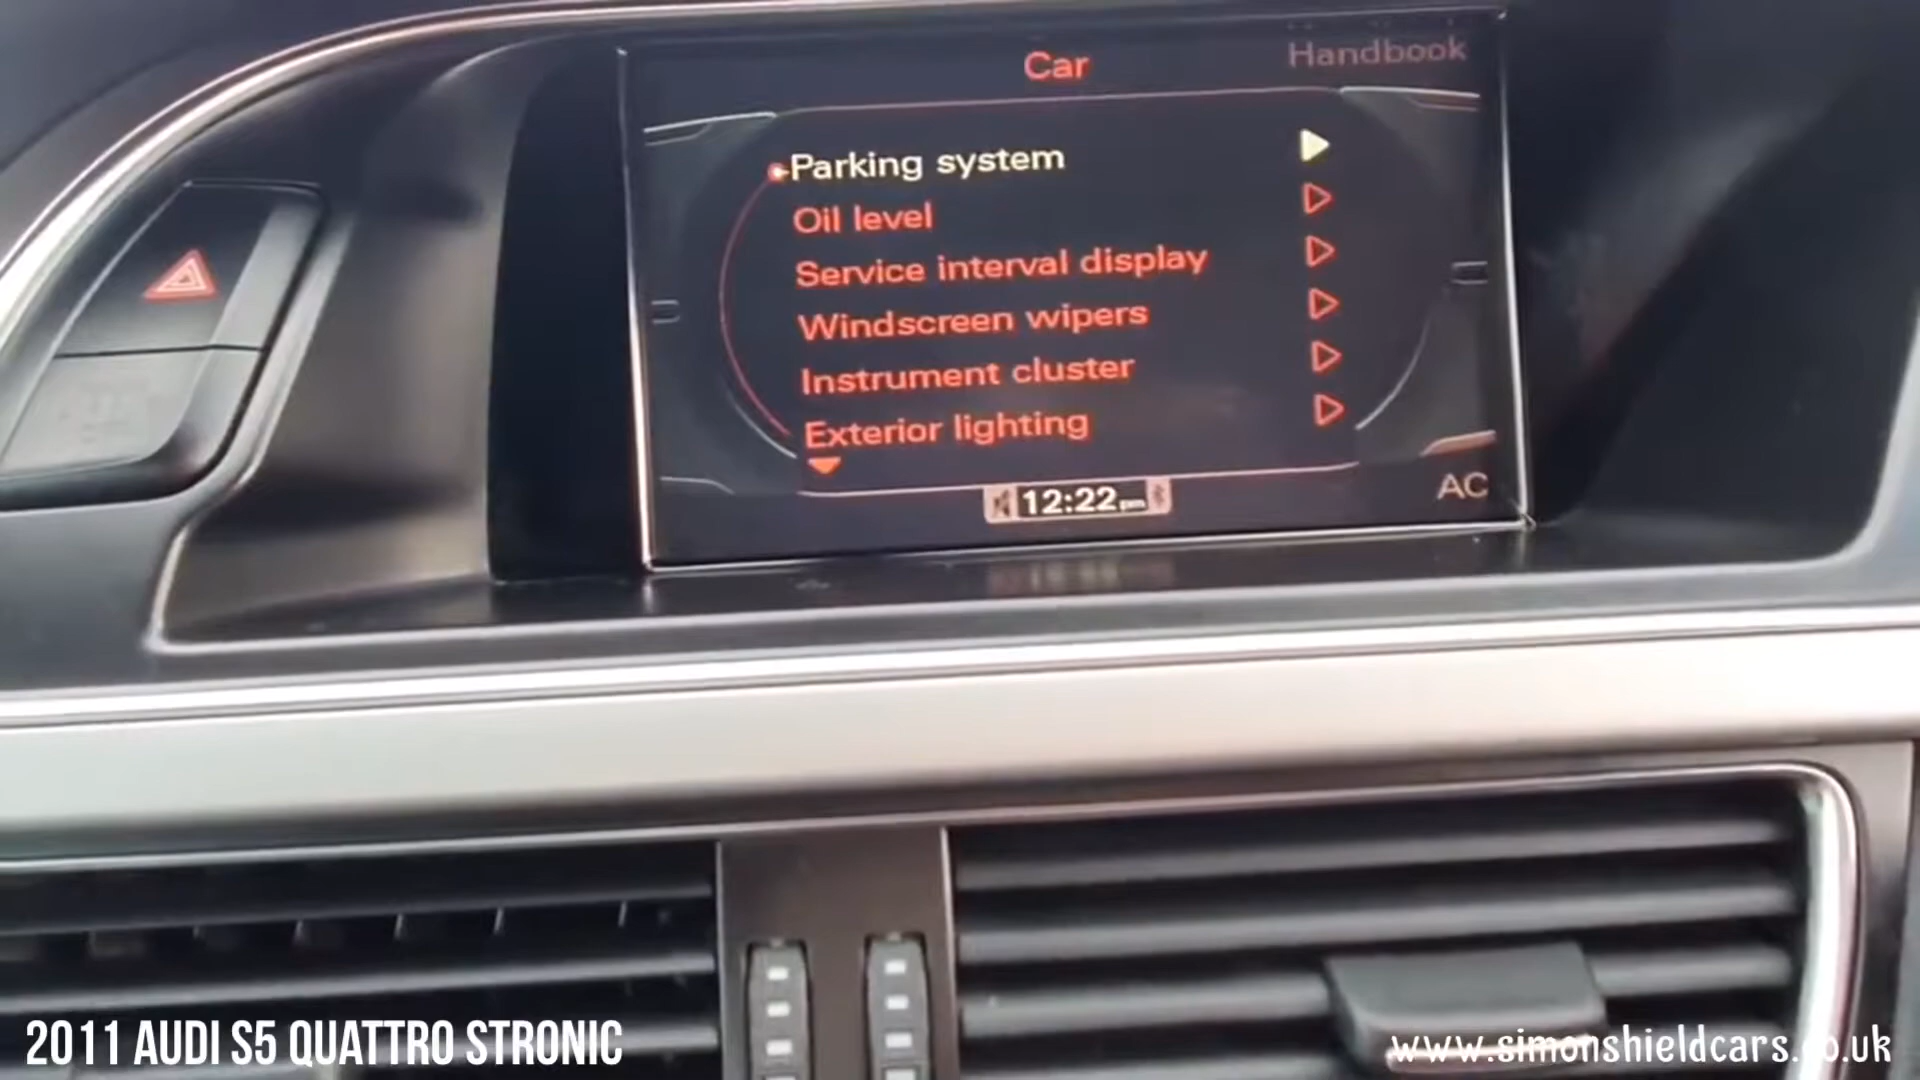 Car
Handbook
Parking system
Oil level
Service interval display
Windscreen wipers
Instrument cluster
Exterior lighting
12:22pm
AC
2011 AUDI S5 QUATTRO STRONIC
www.simonshieldcars.co.uk